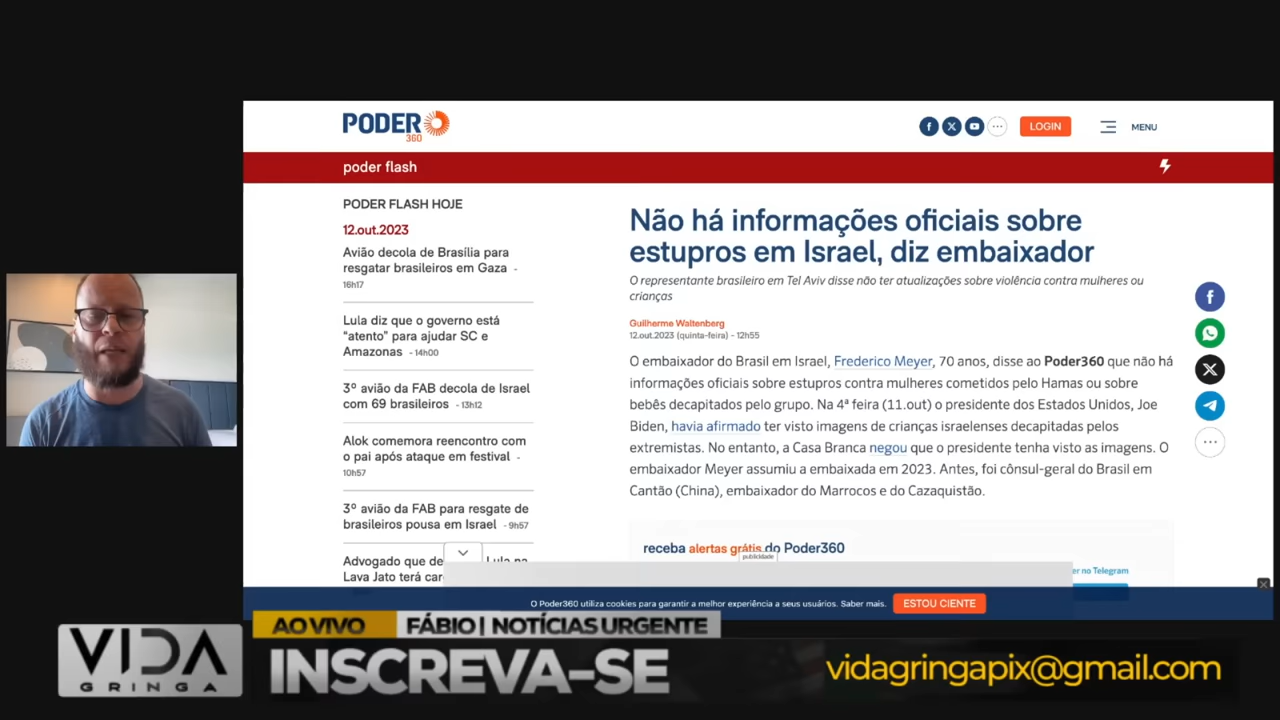 PODER
360
LOGIN
MENU
poder flash
PODER FLASH HOJE
12.out.2023
Avião decola de Brasília para
resgatar brasileiros em Gaza -
16h17
Lula diz que o governo está
“atento” para ajudar SC e
Amazonas - 14h00
3º avião da FAB decola de Israel
com 69 brasileiros - 13h12
Alok comemora reencontro com
o pai após ataque em festival -
10h57
3º avião da FAB para resgate de
brasileiros pousa em Israel - 9h57
Advogado que de Lula na
Lava Jato terá car
Não há informações oficiais sobre
estupros em Israel, diz embaixador
O representante brasileiro em Tel Aviv disse não ter atualizações sobre violência contra mulheres ou
crianças
Guilherme Waltenberg
12.out.2023 (quinta-feira) - 12h55
O embaixador do Brasil em Israel, Frederico Meyer, 70 anos, disse ao Poder360 que não há
informações oficiais sobre estupros contra mulheres cometidos pelo Hamas ou sobre
bebês decapitados pelo grupo. Na 4ª feira (11.out) o presidente dos Estados Unidos, Joe
Biden, havia afirmado ter visto imagens de crianças israelenses decapitadas pelos
extremistas. No entanto, a Casa Branca negou que o presidente tenha visto as imagens. O
embaixador Meyer assumiu a embaixada em 2023. Antes, foi cônsul-geral do Brasil em
Cantão (China), embaixador do Marrocos e do Cazaquistão.
receba alertas grátis do Poder360
publicidade
er no Telegram
O Poder360 utiliza cookies para garantir a melhor experiência a seus usuários. Saber mais.
ESTOU CIENTE
AO VIVO
FÁBIO | NOTÍCIAS URGENTE
VIDA
GRINGA
INSCREVA-SE
vidagringapix@gmail.com